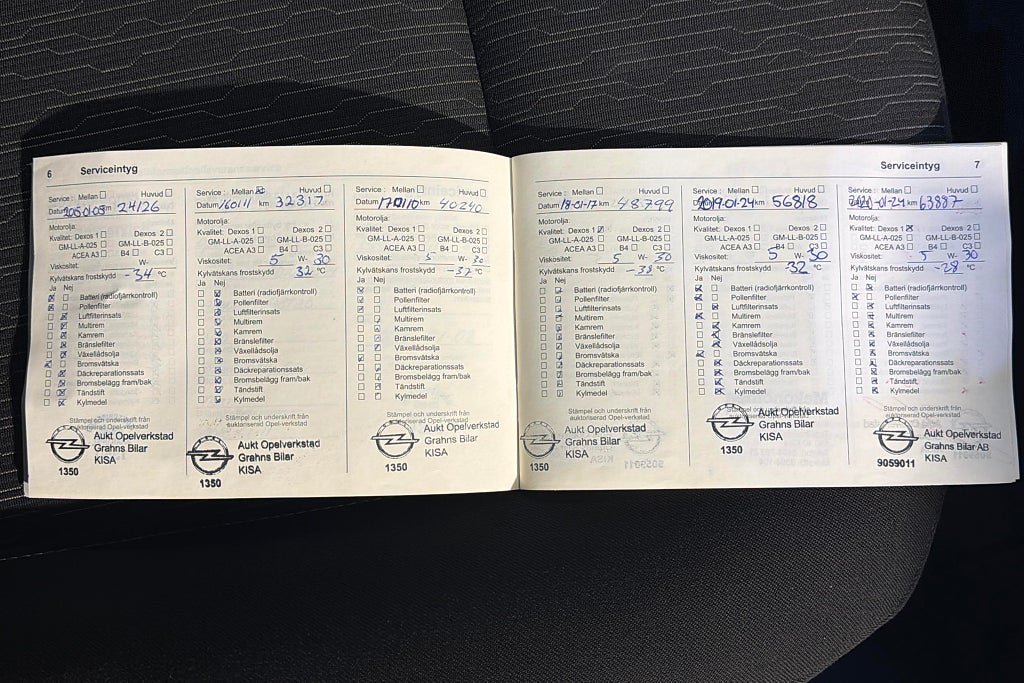 6 Serviceintyg
Service : Mellan Huvud
Datum km 24126
Motorolja:
Kvalitet: Dexos 1 Dexos 2
GM-LL-A-025 GM-LL-B-025
ACEA A3 B4 C3
Viskositet: W-
Kylvätskans frostskydd -34 °C
Ja Nej
Batteri (radiofjärrkontroll)
Pollenfilter
Luftfilterinsats
Multirem
Kamrem
Bränslefilter
Växellådsolja
Bromsvätska
Däckreparationssats
Bromsbelägg fram/bak
Tändstift
Kylmedel
Stämpel och underskrift från
auktoriserad Opel-verkstad
Aukt Opelverkstad
Grahns Bilar
KISA
1350
Service : Mellan Huvud
Datum 160111 km 32317
Motorolja:
Kvalitet: Dexos 1 Dexos 2
GM-LL-A-025 GM-LL-B-025
ACEA A3 B4 C3
Viskositet: 5 W- 30
Kylvätskans frostskydd 32 °C
Ja Nej
Batteri (radiofjärrkontroll)
Pollenfilter
Luftfilterinsats
Multirem
Kamrem
Bränslefilter
Växellådsolja
Bromsvätska
Däckreparationssats
Bromsbelägg fram/bak
Tändstift
Kylmedel
Stämpel och underskrift från
auktoriserad Opel-verkstad
Aukt Opelverkstad
Grahns Bilar
KISA
1350
Service : Mellan Huvud
Datum 170110 km 40240
Motorolja:
Kvalitet: Dexos 1 Dexos 2
GM-LL-A-025 GM-LL-B-025
ACEA A3 B4 C3
Viskositet: 5 W- 30
Kylvätskans frostskydd -37 °C
Ja Nej
Batteri (radiofjärrkontroll)
Pollenfilter
Luftfilterinsats
Multirem
Kamrem
Bränslefilter
Växellådsolja
Bromsvätska
Däckreparationssats
Bromsbelägg fram/bak
Tändstift
Kylmedel
Stämpel och underskrift från
auktoriserad Opel-verkstad
Aukt Opelverkstad
Grahns Bilar
KISA
1350
Serviceintyg 7
Service : Mellan Huvud
Datum 18-01-17 km 48799
Motorolja:
Kvalitet: Dexos 1 Dexos 2
GM-LL-A-025 GM-LL-B-025
ACEA A3 B4 C3
Viskositet: 5 W- 30
Kylvätskans frostskydd -38 °C
Ja Nej
Batteri (radiofjärrkontroll)
Pollenfilter
Luftfilterinsats
Multirem
Kamrem
Bränslefilter
Växellådsolja
Bromsvätska
Däckreparationssats
Bromsbelägg fram/bak
Tändstift
Kylmedel
Stämpel och underskrift från
auktoriserad Opel-verkstad
Aukt Opelverkstad
Grahns Bilar
KISA
1350
Service : Mellan Huvud
Datum 2019-01-24 km 56818
Motorolja:
Kvalitet: Dexos 1 Dexos 2
GM-LL-A-025 GM-LL-B-025
ACEA A3 B4 C3
Viskositet: 5 W- 30
Kylvätskans frostskydd -32 °C
Ja Nej
Batteri (radiofjärrkontroll)
Pollenfilter
Luftfilterinsats
Multirem
Kamrem
Bränslefilter
Växellådsolja
Bromsvätska
Däckreparationssats
Bromsbelägg fram/bak
Tändstift
Kylmedel
Stämpel och underskrift från
Aukt Opelverkstad
Grahns Bilar
KISA
1350
Service : Mellan Huvud
km 63887
Motorolja:
Kvalitet: Dexos 1 Dexos 2
GM-LL-A-025 GM-LL-B-025
ACEA A3 B4 C3
Viskositet: 5 W- 30
Kylvätskans frostskydd -28 °C
Ja Nej
Batteri (radiofjärrkontroll)
Pollenfilter
Luftfilterinsats
Multirem
Kamrem
Bränslefilter
Växellådsolja
Bromsvätska
Däckreparationssats
Bromsbelägg fram/bak
Tändstift
Kylmedel
Stämpel och underskrift från
Aukt Opelverkstad
Grahns Bilar AB
KISA
9059011